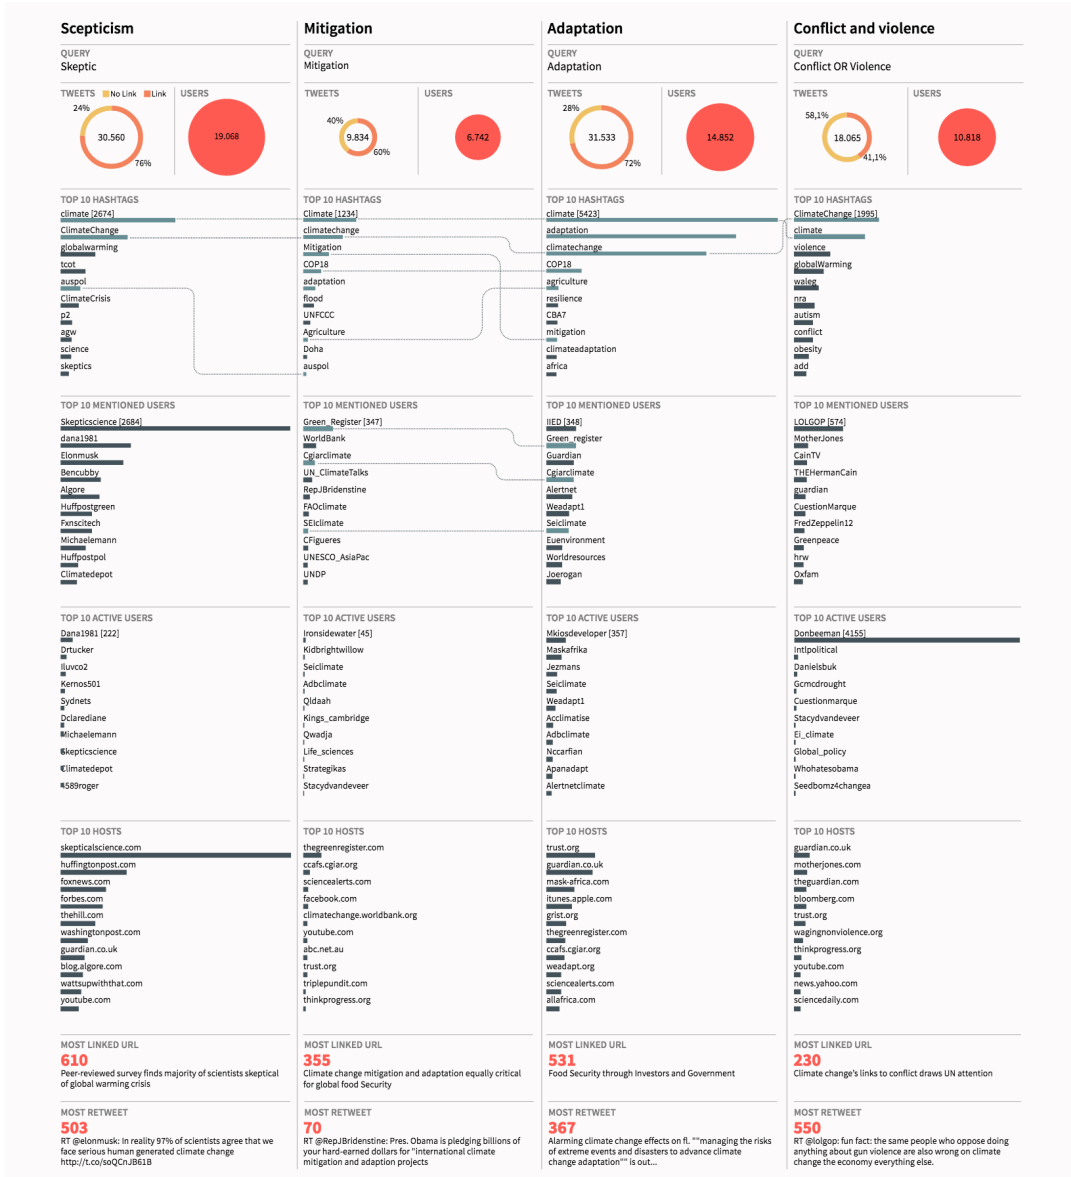 Scepticism
QUERY
Skeptic
TWEETS No Link Link USERS
24%
30.560
76%
19.068
TOP 10 HASHTAGS
climate [2674]
ClimateChange
globalwarming
tcot
auspol
ClimateCrisis
p2
agw
science
skeptics
TOP 10 MENTIONED USERS
Skepticscience [2684]
dana1981
Elonmusk
Bencubby
Algore
Huffpostgreen
Fxnscitech
Michaelemann
Huffpostpol
Climatedepot
TOP 10 ACTIVE USERS
Dana1981 [222]
Drtucker
Iluvco2
Kernos501
Sydnets
Dclarediane
Michaelemann
Skepticscience
Climatedepot
4589roger
TOP 10 HOSTS
skepticalscience.com
huffingtonpost.com
foxnews.com
forbes.com
thehill.com
washingtonpost.com
guardian.co.uk
blog.algore.com
wattsupwiththat.com
youtube.com
MOST LINKED URL
610
Peer-reviewed survey finds majority of scientists skeptical
of global warming crisis
MOST RETWEET
503
RT @elonmusk: In reality 97% of scientists agree that we
face serious human generated climate change
http://t.co/soQCnJB61B
Mitigation
QUERY
Mitigation
TWEETS USERS
40%
9.834
60%
6.742
TOP 10 HASHTAGS
Climate [1234]
climatechange
Mitigation
COP18
adaptation
flood
UNFCCC
Agriculture
Doha
auspol
TOP 10 MENTIONED USERS
Green_Register [347]
WorldBank
Cgiarclimate
UN_ClimateTalks
RepJBridenstine
FAOclimate
SEIclimate
CFigueres
UNESCO_AsiaPac
UNDP
TOP 10 ACTIVE USERS
Ironsidewater [45]
Kidbrightwillow
Seiclimate
Adbclimate
Qldaah
Kings_cambridge
Qwadja
Life_sciences
Strategikas
Stacydvandeveer
TOP 10 HOSTS
thegreenregister.com
ccafs.cgiar.org
sciencealerts.com
facebook.com
climatechange.worldbank.org
youtube.com
abc.net.au
trust.org
triplepundit.com
thinkprogress.org
MOST LINKED URL
355
Climate change mitigation and adaptation equally critical
for global food Security
MOST RETWEET
70
RT @RepJBridenstine: Pres. Obama is pledging billions of
your hard-earned dollars for "international climate
mitigation and adaption projects
Adaptation
QUERY
Adaptation
TWEETS USERS
28%
31.533
72%
14.852
TOP 10 HASHTAGS
climate [5423]
adaptation
climatechange
COP18
agriculture
resilience
CBA7
mitigation
climateadaptation
africa
TOP 10 MENTIONED USERS
IIED [348]
Green_register
Guardian
Cgiarclimate
Alertnet
Weadapt1
Seiclimate
Euenvironment
Worldresources
Joerogan
TOP 10 ACTIVE USERS
Mkiosdeveloper [357]
Maskafrika
Jezmans
Seiclimate
Weadapt1
Acclimatise
Adbclimate
Nccarfian
Apanadapt
Alertnetclimate
TOP 10 HOSTS
trust.org
guardian.co.uk
mask-africa.com
itunes.apple.com
grist.org
thegreenregister.com
ccafs.cgiar.org
weadapt.org
sciencealerts.com
allafrica.com
MOST LINKED URL
531
Food Security through Investors and Government
MOST RETWEET
367
Alarming climate change effects on fl. ""managing the risks
of extreme events and disasters to advance climate
change adaptation"" is out...
Conflict and violence
QUERY
Conflict OR Violence
TWEETS USERS
58,1%
18.065
41,1%
10.818
TOP 10 HASHTAGS
ClimateChange [1995]
climate
violence
globalWarming
waleg
nra
autism
conflict
obesity
add
TOP 10 MENTIONED USERS
LOLGOP [574]
MotherJones
CainTV
THEHermanCain
guardian
CuestionMarque
FredZeppelin12
Greenpeace
hrw
Oxfam
TOP 10 ACTIVE USERS
Donbeeman [4155]
Intlpolitical
Danielsbuk
Gcmcdrought
Cuestionmarque
Stacydvandeveer
Ei_climate
Global_policy
Whohatesobama
Seedbomz4changea
TOP 10 HOSTS
guardian.co.uk
motherjones.com
theguardian.com
bloomberg.com
trust.org
wagingnonviolence.org
thinkprogress.org
youtube.com
news.yahoo.com
sciencedaily.com
MOST LINKED URL
230
Climate change's links to conflict draws UN attention
MOST RETWEET
550
RT @lolgop: fun fact: the same people who oppose doing
anything about gun violence are also wrong on climate
change the economy everything else.